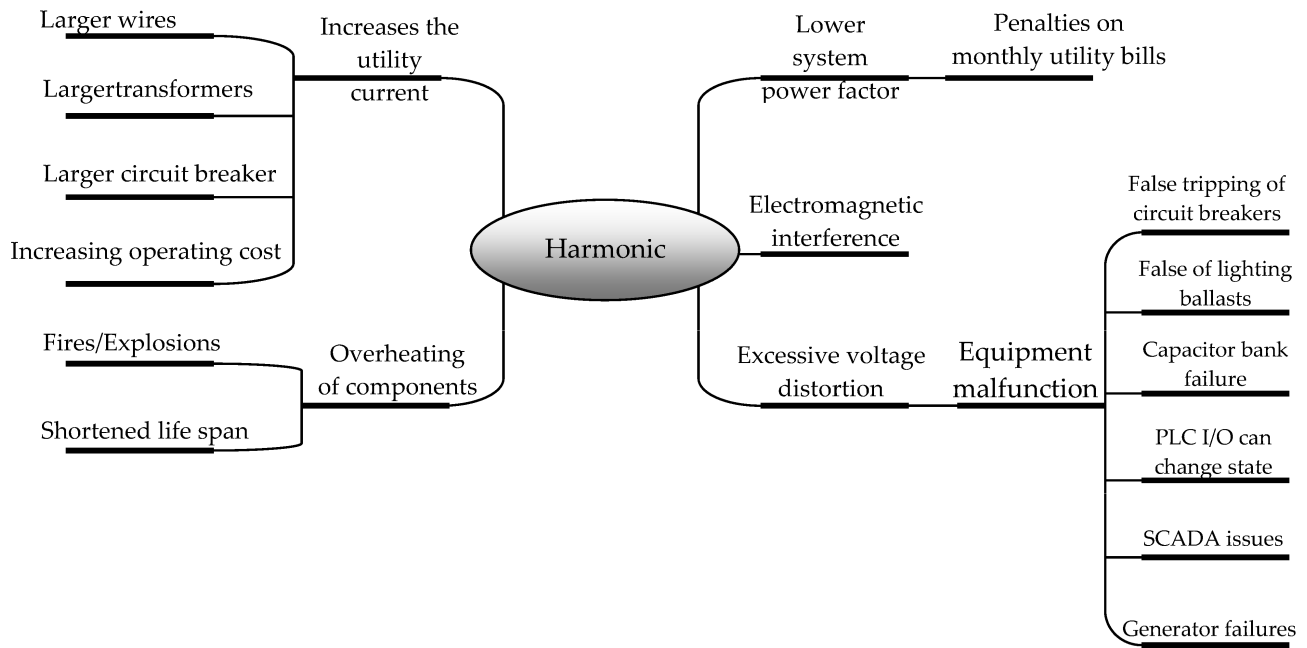 Larger wires
Largertransformers
Larger circuit breaker
Increasing operating cost
Increases the
utility
current
Fires/Explosions
Shortened life span
Overheating
of components
Harmonic
Lower
system
power factor
Penalties on
monthly utility bills
Electromagnetic
interference
Excessive voltage
distortion
Equipment
malfunction
False tripping of
circuit breakers
False of lighting
ballasts
Capacitor bank
failure
PLC I/O can
change state
SCADA issues
Generator failures